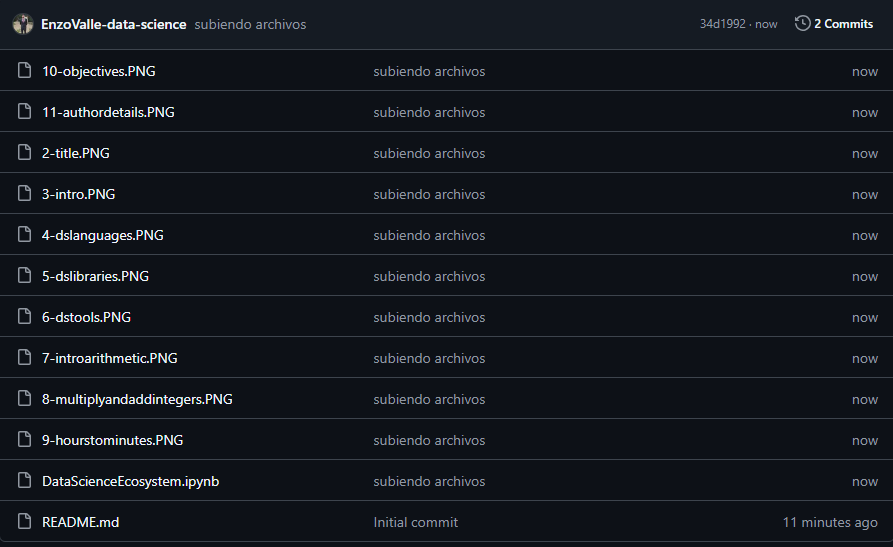 EnzoValle-data-science subiendo archivos 34d1992 · now 2 Commits
10-objectives.PNG subiendo archivos now
11-authordetails.PNG subiendo archivos now
2-title.PNG subiendo archivos now
3-intro.PNG subiendo archivos now
4-dslanguages.PNG subiendo archivos now
5-dslibraries.PNG subiendo archivos now
6-dstools.PNG subiendo archivos now
7-introarithmetic.PNG subiendo archivos now
8-multiplyandaddintegers.PNG subiendo archivos now
9-hourstominutes.PNG subiendo archivos now
DataScienceEcosystem.ipynb subiendo archivos now
README.md Initial commit 11 minutes ago